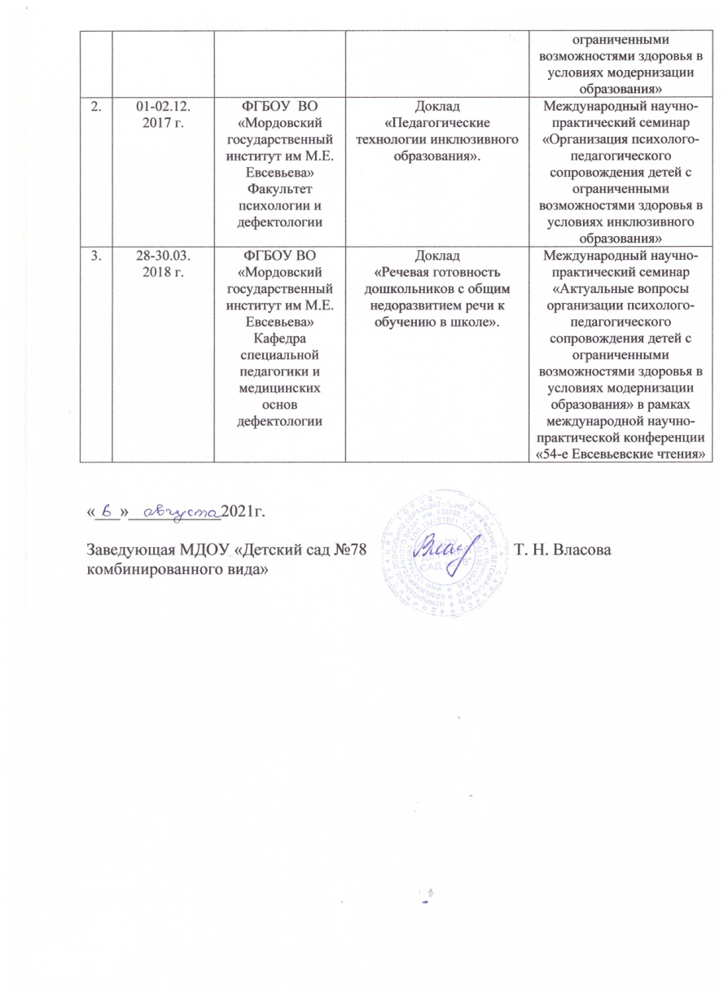 ограниченными
возможностями здоровья в
условиях модернизации
образования»
2.
01-02.12.
2017 г.
ФГБОУ ВО
«Мордовский
государственный
институт им М.Е.
Евсевьева»
Факультет
психологии и
дефектологии
Доклад
«Педагогические
технологии инклюзивного
образования».
Международный научно-
практический семинар
«Организация психолого-
педагогического
сопровождения детей с
ограниченными
возможностями здоровья в
условиях инклюзивного
образования»
3.
28-30.03.
2018 г.
ФГБОУ ВО
«Мордовский
государственный
институт им М.Е.
Евсевьева»
Кафедра
специальной
педагогики и
медицинских
основ
дефектологии
Доклад
«Речевая готовность
дошкольников с общим
недоразвитием речи к
обучению в школе».
Международный научно-
практический семинар
«Актуальные вопросы
организации психолого-
педагогического
сопровождения детей с
ограниченными
возможностями здоровья в
условиях модернизации
образования» в рамках
международной научно-
практической конференции
«54-е Евсевьевские чтения»
«6» августа 2021г.
Заведующая МДОУ «Детский сад №78
комбинированного вида»
Т. Н. Власова